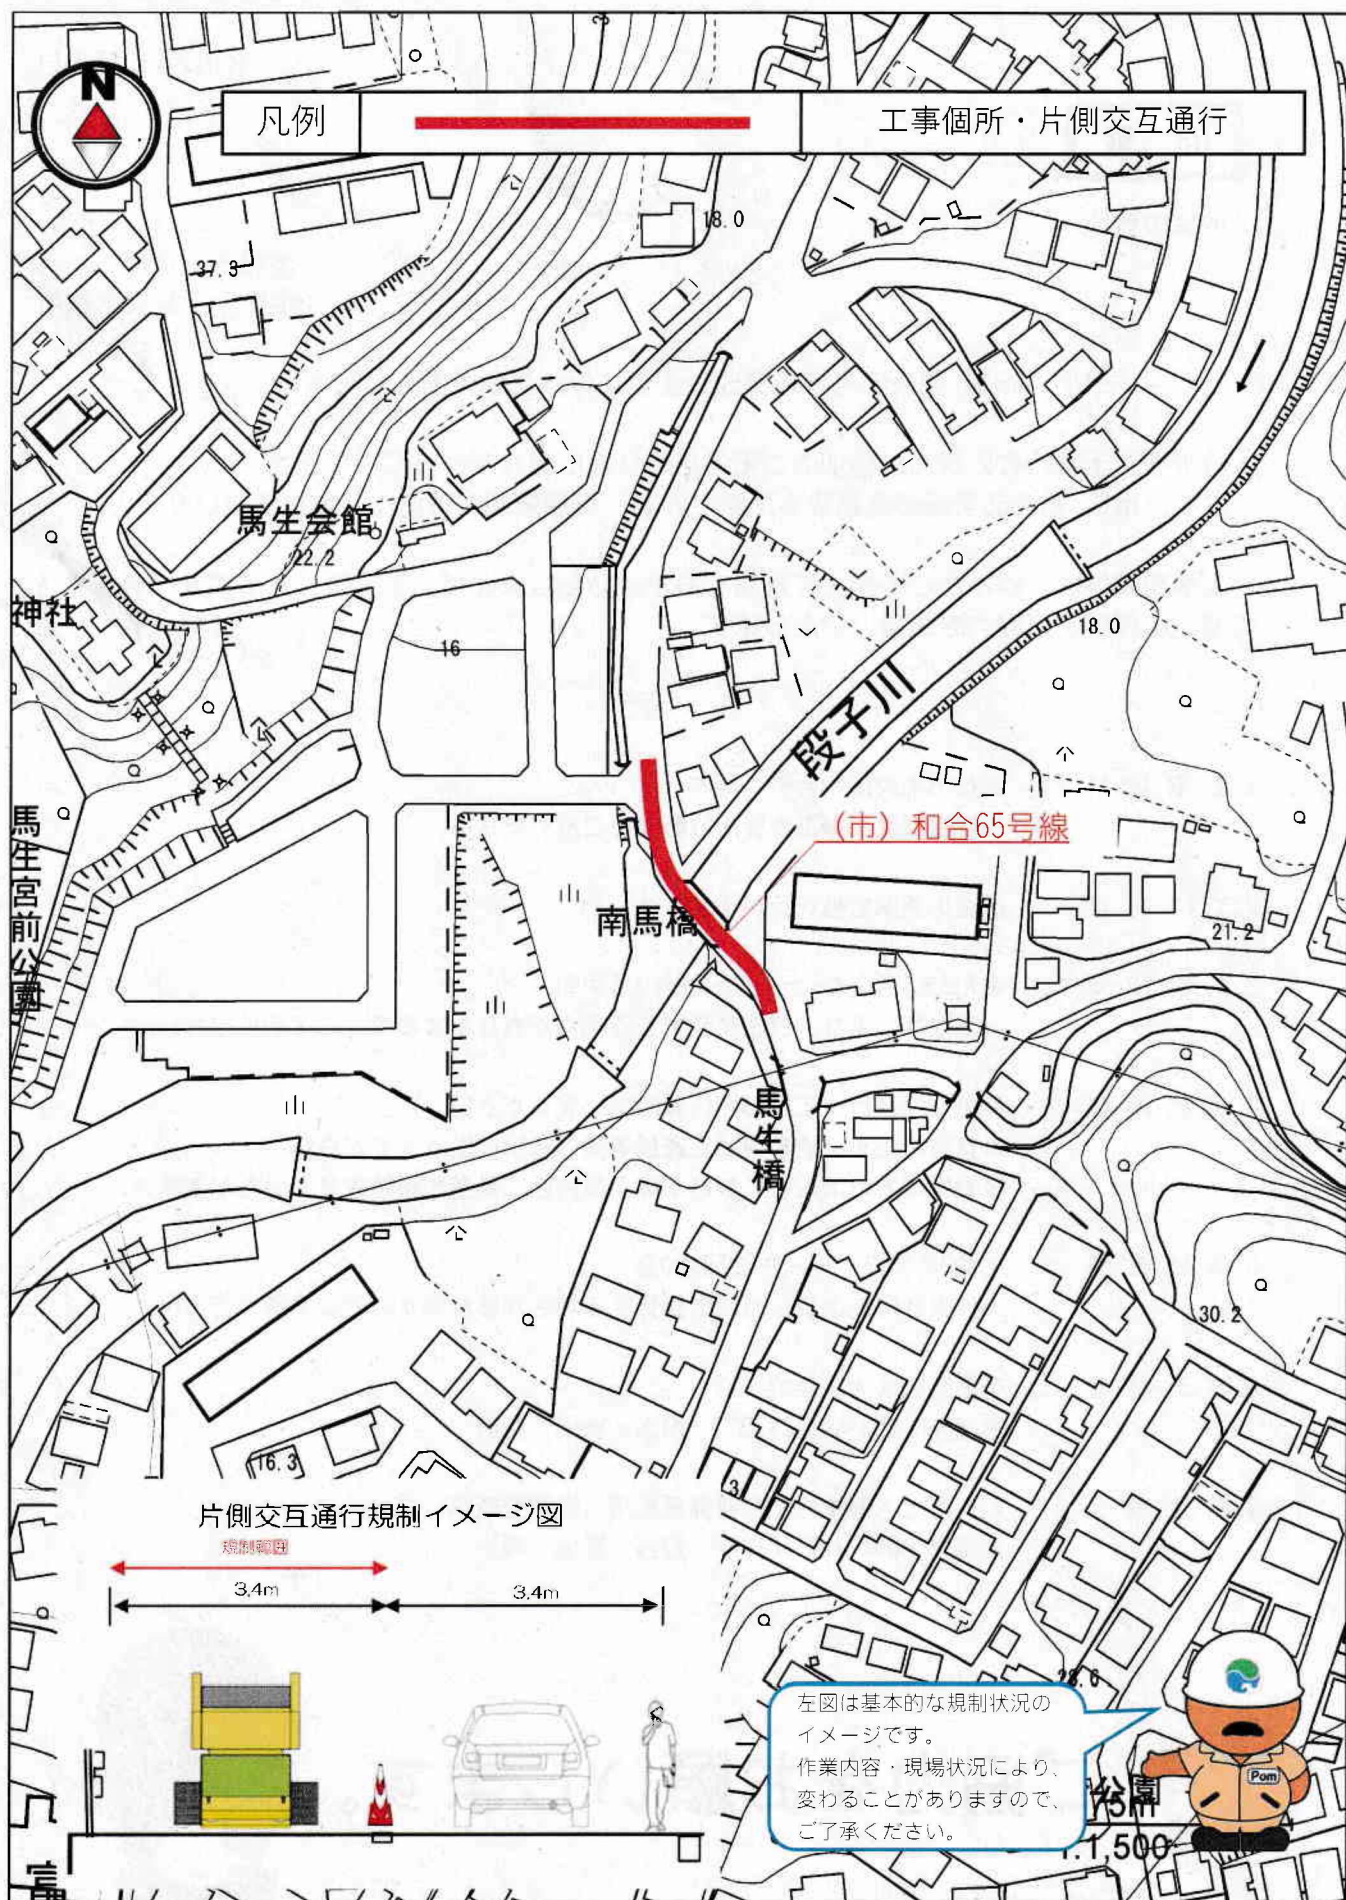 N
凡例
工事個所・片側交互通行
18.0
37.3
馬生会館
22.2
神社
16
18.0
段子川
馬生宮前公園
(市) 和合65号線
南馬橋
21.2
馬生橋
30.2
16.3
3
片側交互通行規制イメージ図
規制範囲
3.4m
3.4m
28.6
左図は基本的な規制状況の
イメージです。
作業内容・現場状況により、
変わることがありますので、
ご了承ください。
Pom
公園
75m
1:1,500